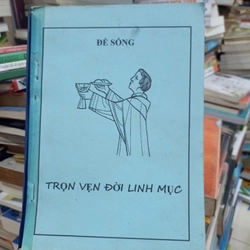 ĐỂ SỐNG
TRỌN VẸN ĐỜI LINH MỤC